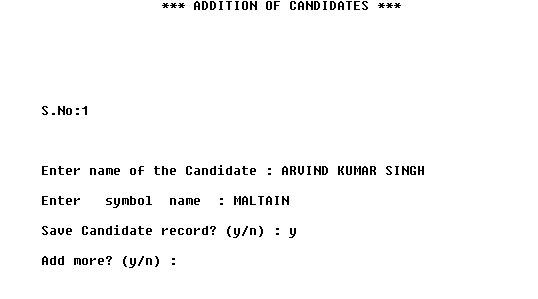 *** ADDITION OF CANDIDATES ***
S.No:1
Enter name of the Candidate : ARVIND KUMAR SINGH
Enter   symbol  name  : MALTAIN
Save Candidate record? (y/n) : y
Add more? (y/n) :